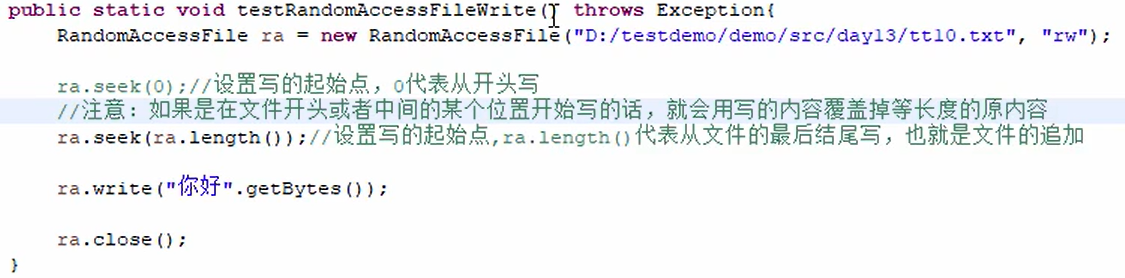 public static void testRandomAccessFileWrite() throws Exception{
RandomAccessFile ra = new RandomAccessFile("D:/testdemo/demo/src/day13/tt10.txt", "rw");
ra.seek(0);//设置写的起始点，0代表从开头写
//注意：如果是在文件开头或者中间的某个位置开始写的话，就会用写的内容覆盖掉等长度的原内容
ra.seek(ra.length());//设置写的起始点,ra.length()代表从文件的最后结尾写，也就是文件的追加
ra.write("你好".getBytes());
ra.close();
}